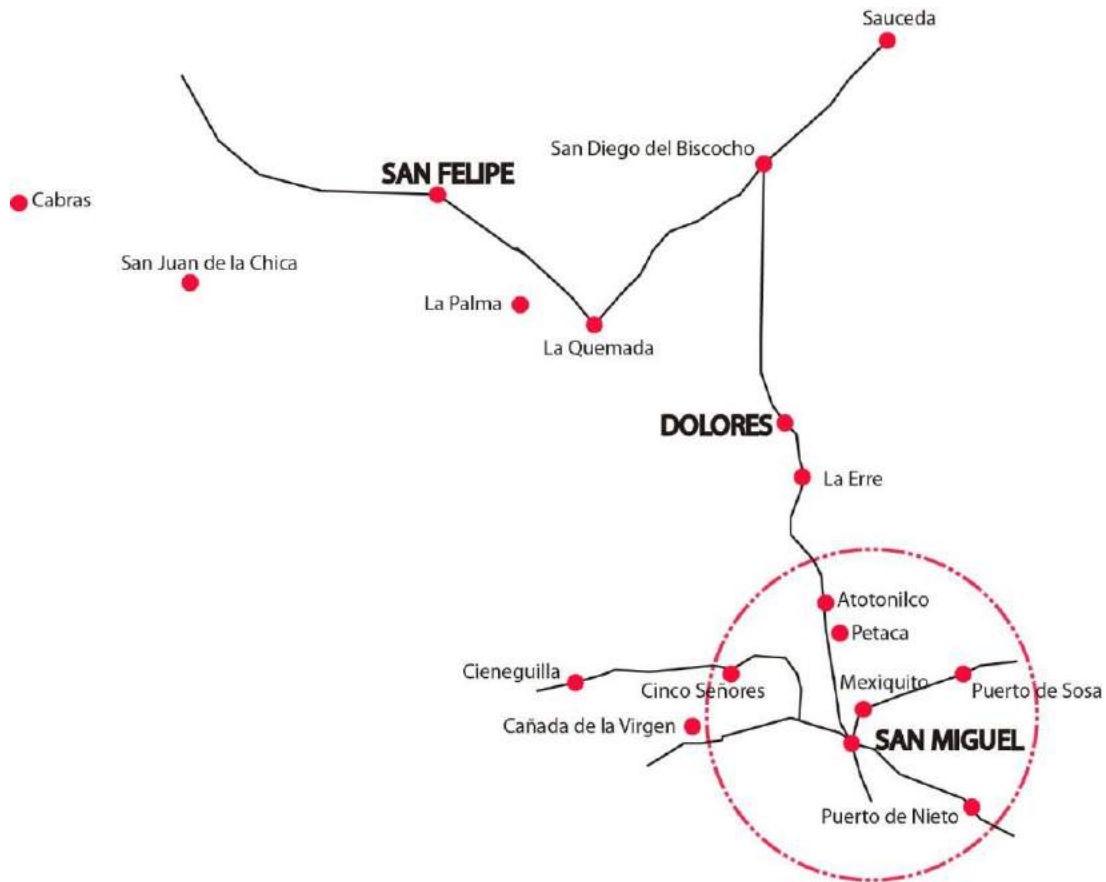 Sauceda
San Diego del Biscocho
SAN FELIPE
Cabras
San Juan de la Chica
La Palma
La Quemada
DOLORES
La Erre
Atotonilco
Petaca
Cieneguilla
Cinco Señores
Mexiquito
Puerto de Sosa
Cañada de la Virgen
SAN MIGUEL
Puerto de Nieto